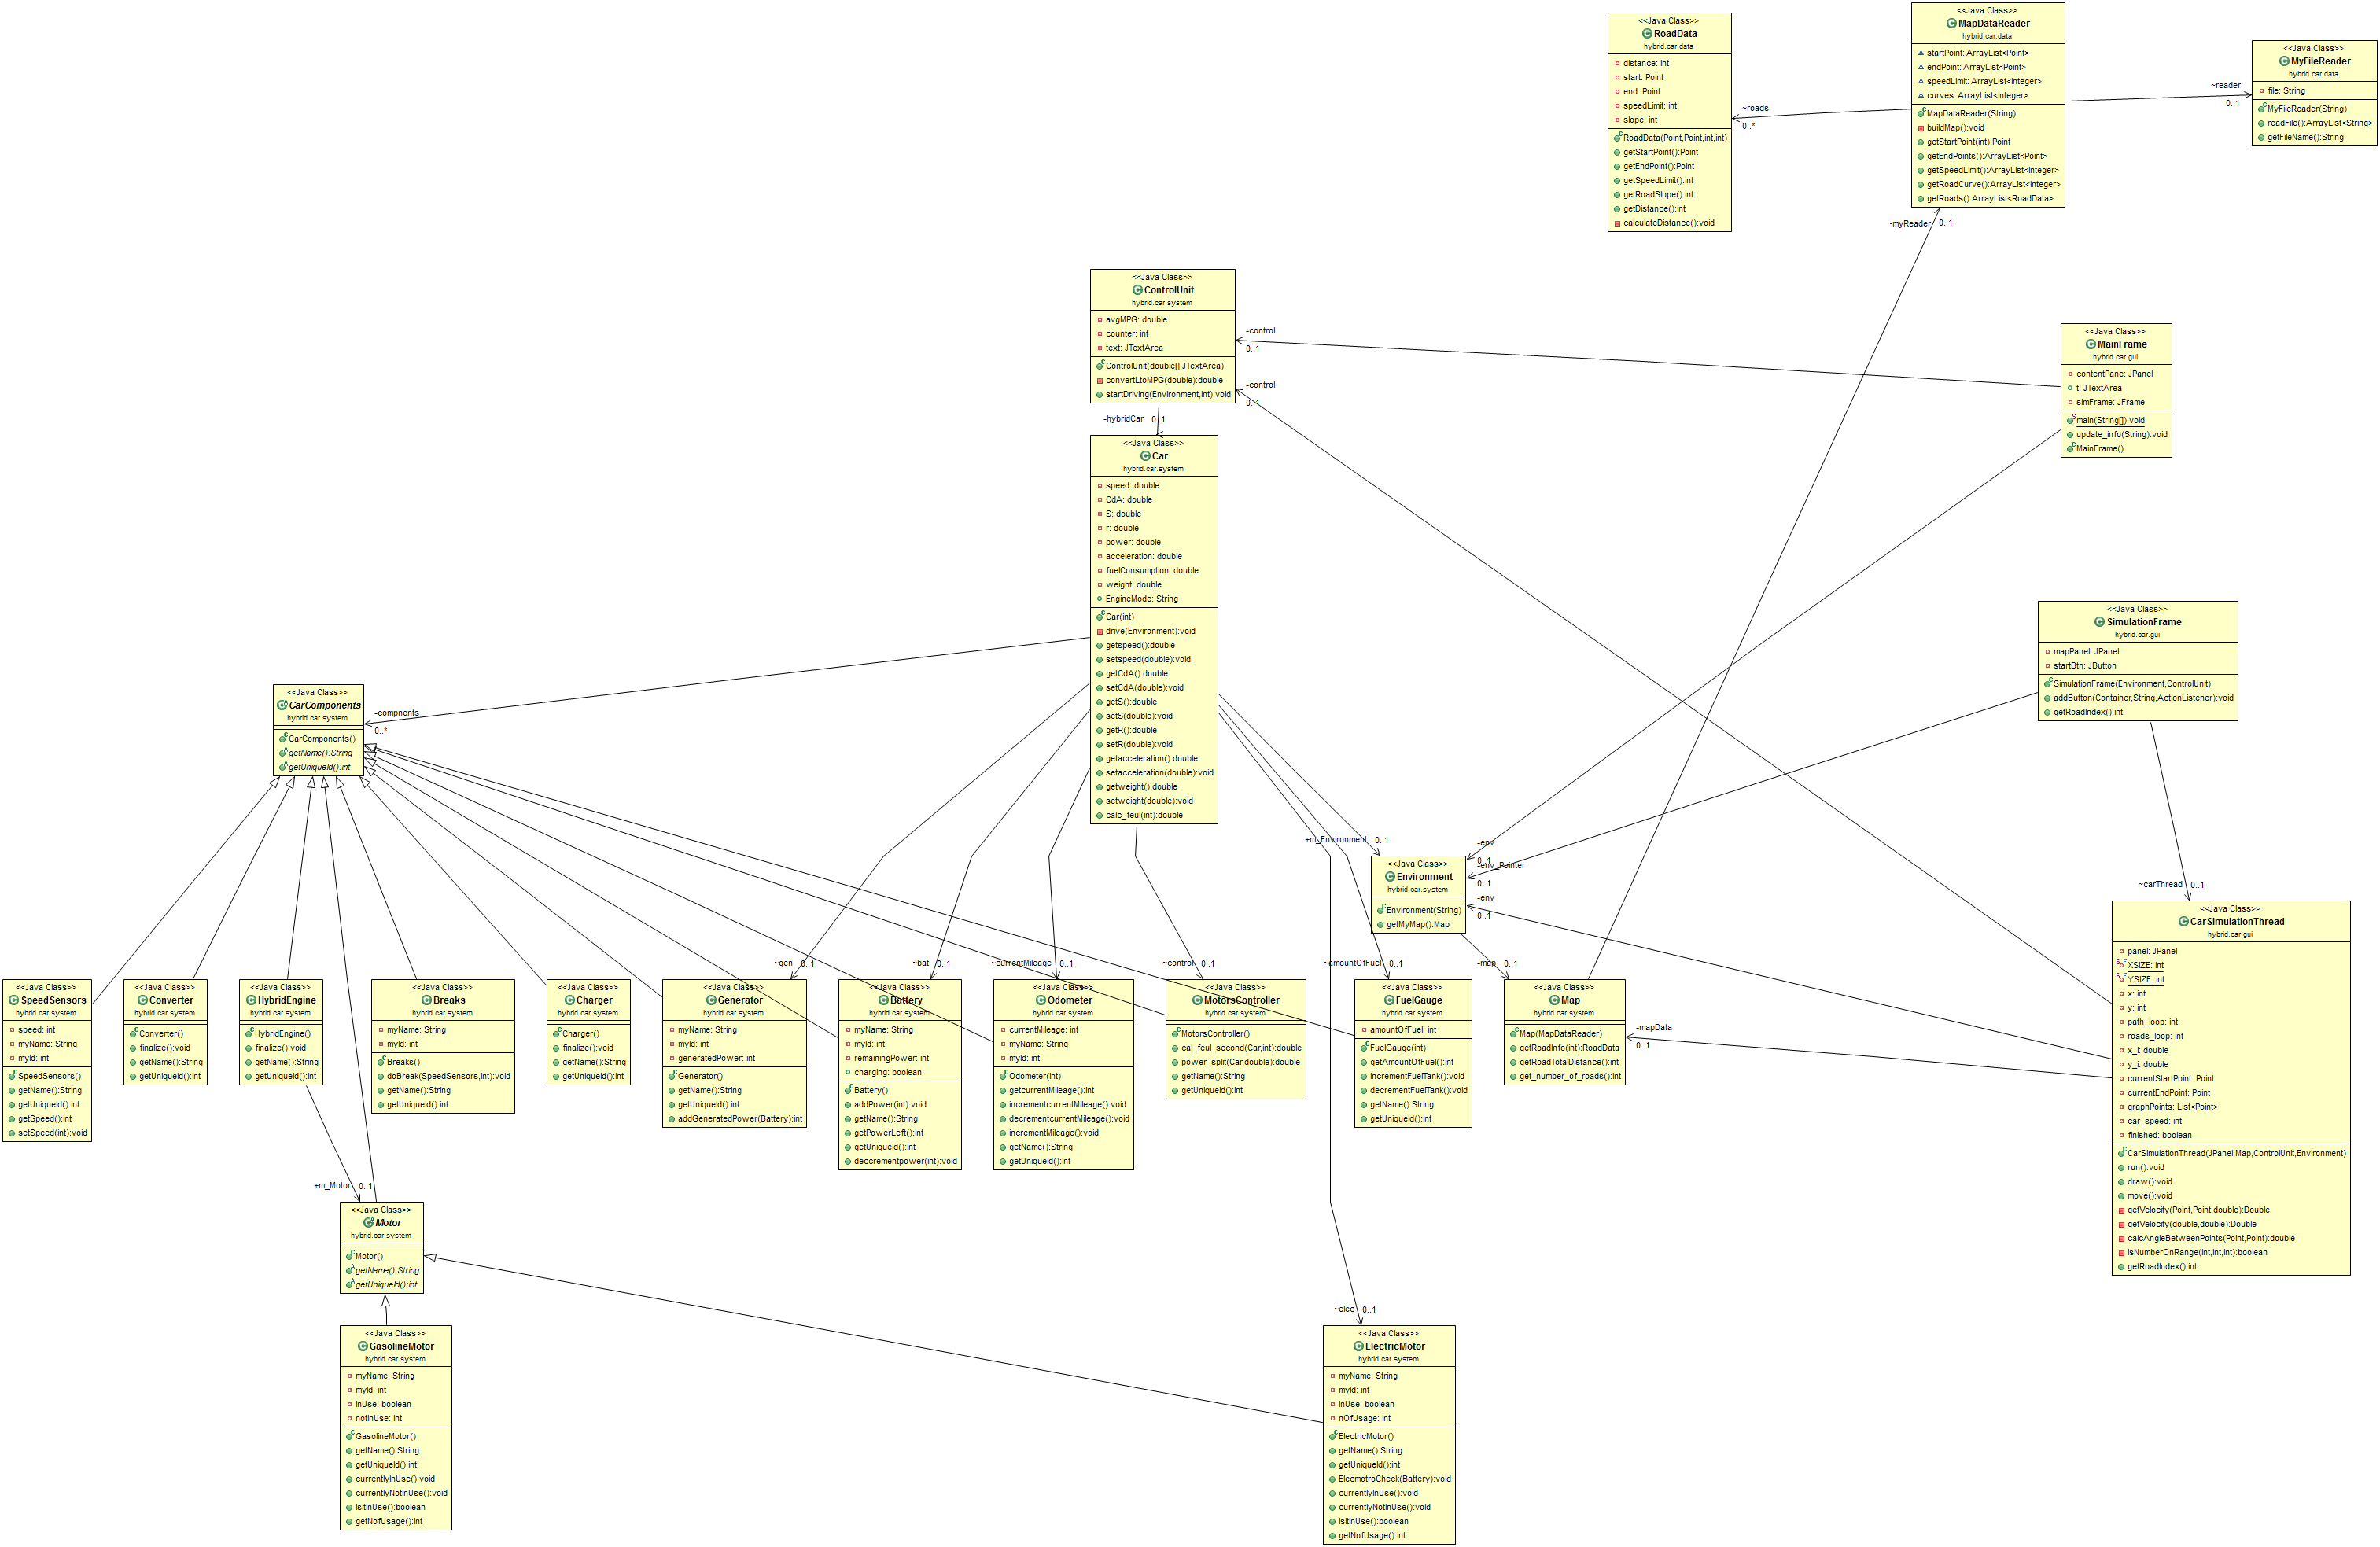 <<Java Class>>
RoadData
hybrid.car.data
distance: int
start: Point
end: Point
speedLimit: int
slope: int
RoadData(Point,Point,int,int)
getStartPoint():Point
getEndPoint():Point
getSpeedLimit():int
getRoadSlope():int
getDistance():int
calculateDistance():void
<<Java Class>>
MapDataReader
hybrid.car.data
startPoint: ArrayList<Point>
endPoint: ArrayList<Point>
speedLimit: ArrayList<Integer>
curves: ArrayList<Integer>
MapDataReader(String)
buildMap():void
getStartPoint(int):Point
getEndPoints():ArrayList<Point>
getSpeedLimit():ArrayList<Integer>
getRoadCurve():ArrayList<Integer>
getRoads():ArrayList<RoadData>
<<Java Class>>
MyFileReader
hybrid.car.data
file: String
MyFileReader(String)
readFile():ArrayList<String>
getFileName():String
~roads
0..*
~reader
0..1
~myReader
0..1
<<Java Class>>
ControlUnit
hybrid.car.system
avgMPG: double
counter: int
text: JTextArea
ControlUnit(double[],JTextArea)
convertLtoMPG(double):double
startDriving(Environment,int):void
-control
0..1
-control
0..1
-hybridCar
0..1
<<Java Class>>
MainFrame
hybrid.car.gui
contentPane: JPanel
t: JTextArea
simFrame: JFrame
main(String[]):void
update_info(String):void
MainFrame()
<<Java Class>>
Car
hybrid.car.system
speed: double
CdA: double
S: double
r: double
power: double
acceleration: double
fuelConsumption: double
weight: double
EngineMode: String
Car(int)
drive(Environment):void
getspeed():double
setspeed(double):void
getCdA():double
setCdA(double):void
getS():double
setS(double):void
getR():double
setR(double):void
getacceleration():double
setacceleration(double):void
getweight():double
setweight(double):void
calc_feul(int):double
<<Java Class>>
SimulationFrame
hybrid.car.gui
mapPanel: JPanel
startBtn: JButton
SimulationFrame(Environment,ControlUnit)
addButton(Container,String,ActionListener):void
getRoadIndex():int
<<Java Class>>
CarComponents
hybrid.car.system
CarComponents()
getName():String
getUniqueId():int
-compnents
0..*
+m_Environment
0..1
-env
0..1
-env_Pointer
0..1
-env
0..1
<<Java Class>>
Environment
hybrid.car.system
Environment(String)
getMyMap():Map
~carThread
0..1
<<Java Class>>
CarSimulationThread
hybrid.car.gui
panel: JPanel
XSIZE: int
YSIZE: int
x: int
y: int
path_loop: int
roads_loop: int
x_i: double
y_i: double
currentStartPoint: Point
currentEndPoint: Point
graphPoints: List<Point>
car_speed: int
finished: boolean
CarSimulationThread(JPanel,Map,ControlUnit,Environment)
run():void
draw():void
move():void
getVelocity(Point,Point,double):Double
getVelocity(double,double):Double
calcAngleBetweenPoints(Point,Point):double
isNumberOnRange(int,int,int):boolean
getRoadIndex():int
~gen
0..1
~bat
0..1
~currentMileage
0..1
~control
0..1
~amountOfFuel
0..1
-map
0..1
-mapData
0..1
<<Java Class>>
SpeedSensors
hybrid.car.system
speed: int
myName: String
myId: int
SpeedSensors()
getName():String
getUniqueId():int
getSpeed():int
setSpeed(int):void
<<Java Class>>
Converter
hybrid.car.system
Converter()
finalize():void
getName():String
getUniqueId():int
<<Java Class>>
HybridEngine
hybrid.car.system
HybridEngine()
finalize():void
getName():String
getUniqueId():int
<<Java Class>>
Breaks
hybrid.car.system
myName: String
myId: int
Breaks()
doBreak(SpeedSensors,int):void
getName():String
getUniqueId():int
<<Java Class>>
Charger
hybrid.car.system
Charger()
finalize():void
getName():String
getUniqueId():int
<<Java Class>>
Generator
hybrid.car.system
myName: String
myId: int
generatedPower: int
Generator()
getName():String
getUniqueId():int
addGeneratedPower(Battery):int
<<Java Class>>
Battery
hybrid.car.system
myName: String
myId: int
remainingPower: int
charging: boolean
Battery()
addPower(int):void
getName():String
getPowerLeft():int
getUniqueId():int
deccrementpower(int):void
<<Java Class>>
Odometer
hybrid.car.system
currentMileage: int
myName: String
myId: int
Odometer(int)
getcurrentMileage():int
incrementcurrentMileage():void
decrementcurrentMileage():void
incrementMileage():void
getName():String
getUniqueId():int
<<Java Class>>
MotorsController
hybrid.car.system
MotorsController()
cal_feul_second(Car,int):double
power_split(Car,double):double
getName():String
getUniqueId():int
<<Java Class>>
FuelGauge
hybrid.car.system
amountOfFuel: int
FuelGauge(int)
getAmountOfFuel():int
incrementFuelTank():void
decrementFuelTank():void
getName():String
getUniqueId():int
<<Java Class>>
Map
hybrid.car.system
Map(MapDataReader)
getRoadInfo(int):RoadData
getRoadTotalDistance():int
get_number_of_roads():int
+m_Motor
0..1
<<Java Class>>
Motor
hybrid.car.system
Motor()
getName():String
getUniqueId():int
~elec
0..1
<<Java Class>>
GasolineMotor
hybrid.car.system
myName: String
myId: int
inUse: boolean
notInUse: int
GasolineMotor()
getName():String
getUniqueId():int
currentlyInUse():void
currentlyNotInUse():void
isItInUse():boolean
getNofUsage():int
<<Java Class>>
ElectricMotor
hybrid.car.system
myName: String
myId: int
inUse: boolean
nOfUsage: int
ElectricMotor()
getName():String
getUniqueId():int
ElecmotroCheck(Battery):void
currentlyInUse():void
currentlyNotInUse():void
isItInUse():boolean
getNofUsage():int